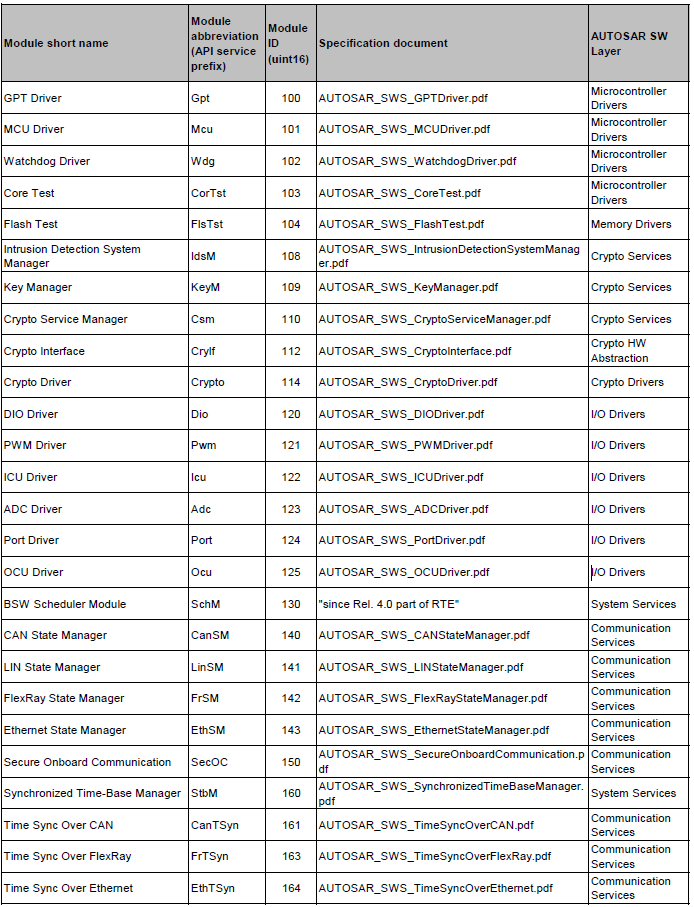 Module short name
Module abbreviation (API service prefix)
Module ID (uint16)
Specification document
AUTOSAR SW Layer
GPT Driver Gpt 100 AUTOSAR_SWS_GPTDriver.pdf Microcontroller Drivers
MCU Driver Mcu 101 AUTOSAR_SWS_MCUDriver.pdf Microcontroller Drivers
Watchdog Driver Wdg 102 AUTOSAR_SWS_WatchdogDriver.pdf Microcontroller Drivers
Core Test CorTst 103 AUTOSAR_SWS_CoreTest.pdf Microcontroller Drivers
Flash Test FlsTst 104 AUTOSAR_SWS_FlashTest.pdf Memory Drivers
Intrusion Detection System Manager IdsM 108 AUTOSAR_SWS_IntrusionDetectionSystemManager.pdf Crypto Services
Key Manager KeyM 109 AUTOSAR_SWS_KeyManager.pdf Crypto Services
Crypto Service Manager Csm 110 AUTOSAR_SWS_CryptoServiceManager.pdf Crypto Services
Crypto Interface CryIf 112 AUTOSAR_SWS_CryptoInterface.pdf Crypto HW Abstraction
Crypto Driver Crypto 114 AUTOSAR_SWS_CryptoDriver.pdf Crypto Drivers
DIO Driver Dio 120 AUTOSAR_SWS_DIODriver.pdf I/O Drivers
PWM Driver Pwm 121 AUTOSAR_SWS_PWMDriver.pdf I/O Drivers
ICU Driver Icu 122 AUTOSAR_SWS_ICUDriver.pdf I/O Drivers
ADC Driver Adc 123 AUTOSAR_SWS_ADCDriver.pdf I/O Drivers
Port Driver Port 124 AUTOSAR_SWS_PortDriver.pdf I/O Drivers
OCU Driver Ocu 125 AUTOSAR_SWS_OCUDriver.pdf I/O Drivers
BSW Scheduler Module SchM 130 "since Rel. 4.0 part of RTE" System Services
CAN State Manager CanSM 140 AUTOSAR_SWS_CANStateManager.pdf Communication Services
LIN State Manager LinSM 141 AUTOSAR_SWS_LINStateManager.pdf Communication Services
FlexRay State Manager FrSM 142 AUTOSAR_SWS_FlexRayStateManager.pdf Communication Services
Ethernet State Manager EthSM 143 AUTOSAR_SWS_EthernetStateManager.pdf Communication Services
Secure Onboard Communication SecOC 150 AUTOSAR_SWS_SecureOnboardCommunication.pdf Communication Services
Synchronized Time-Base Manager StbM 160 AUTOSAR_SWS_SynchronizedTimeBaseManager.pdf System Services
Time Sync Over CAN CanTSyn 161 AUTOSAR_SWS_TimeSyncOverCAN.pdf Communication Services
Time Sync Over FlexRay FrTSyn 163 AUTOSAR_SWS_TimeSyncOverFlexRay.pdf Communication Services
Time Sync Over Ethernet EthTSyn 164 AUTOSAR_SWS_TimeSyncOverEthernet.pdf Communication Services